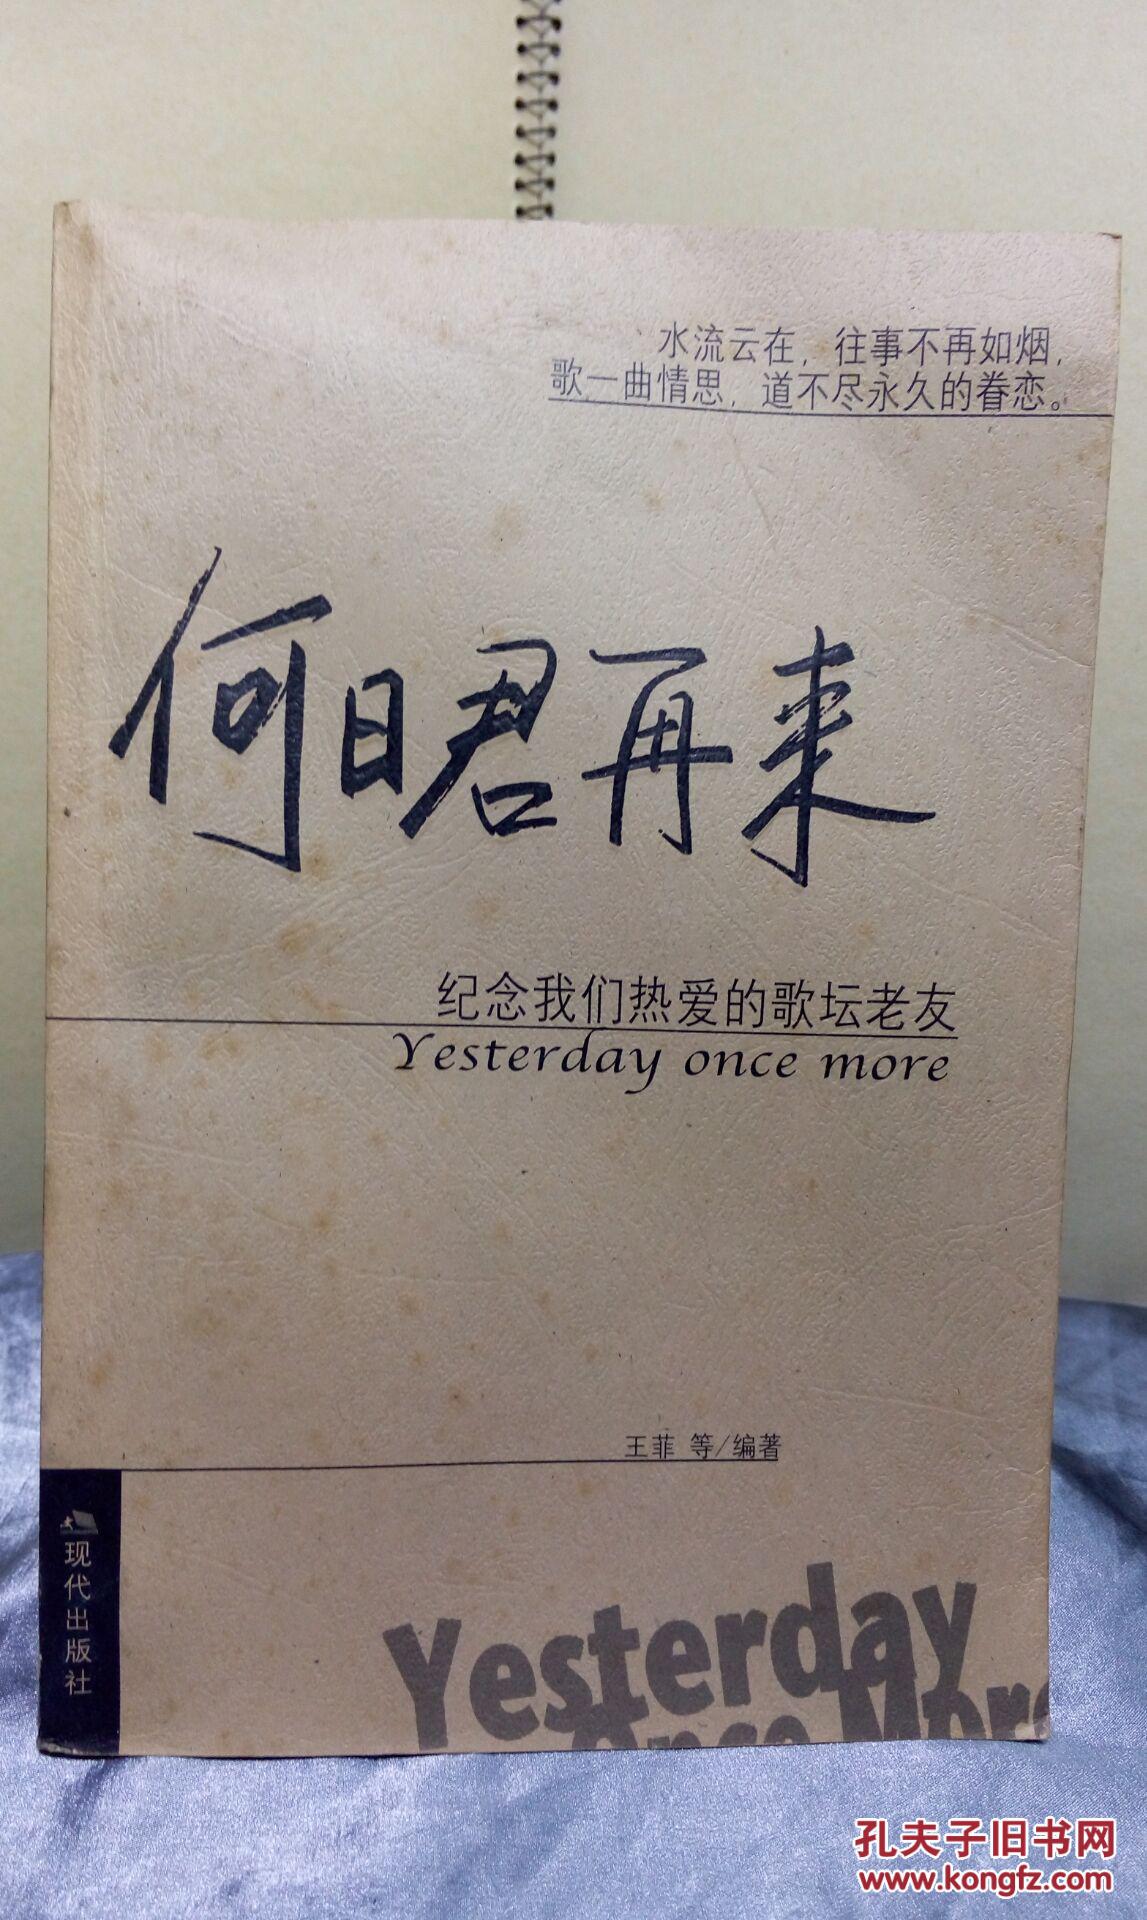 水流云在，往事不再如烟，
歌一曲情思，道不尽永久的眷恋。
何日君再来
纪念我们热爱的歌坛老友
Yesterday once more
王菲 等/编著
现代出版社
Yesterday
Once More
孔夫子旧书网
www.kongfz.com